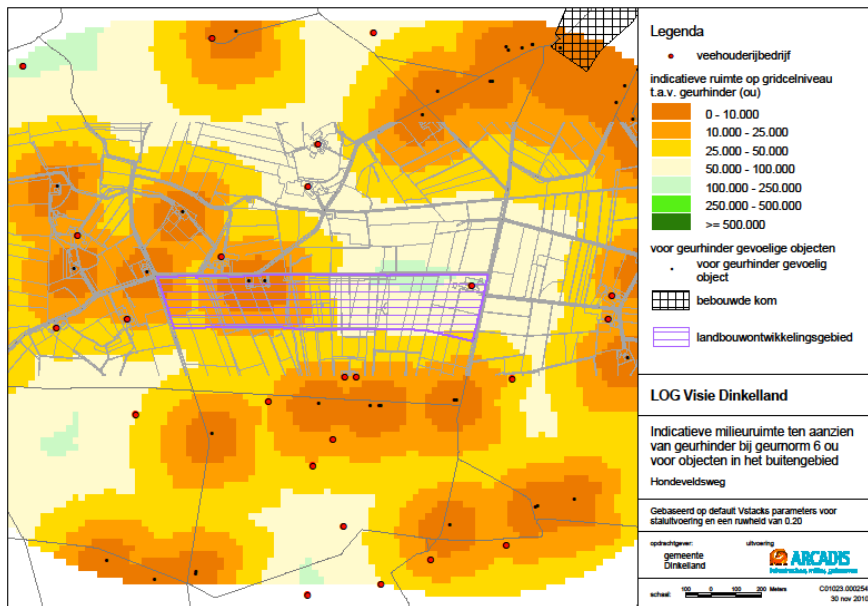 Legenda
veehouderijbedrijf
indicatieve ruimte op gridcelniveau
t.a.v. geurhinder (ou)
0 - 10.000
10.000 - 25.000
25.000 - 50.000
50.000 - 100.000
100.000 - 250.000
250.000 - 500.000
>= 500.000
voor geurhinder gevoelige objecten
voor geurhinder gevoelig
object
bebouwde kom
landbouwontwikkelingsgebied
LOG Visie Dinkelland
Indicatieve milieuruimte ten aanzien
van geurhinder bij geurnorm 6 ou
voor objecten in het buitengebied
Hondeveldsweg
Gebaseerd op default Vstacks parameters voor
staluitvoering en een ruwheid van 0.20
opdrachtgever: uitvoering
gemeente
Dinkelland
ARCADIS
schaal: 100 0 100 200 Meters
C01023.000254
30 nov 2010